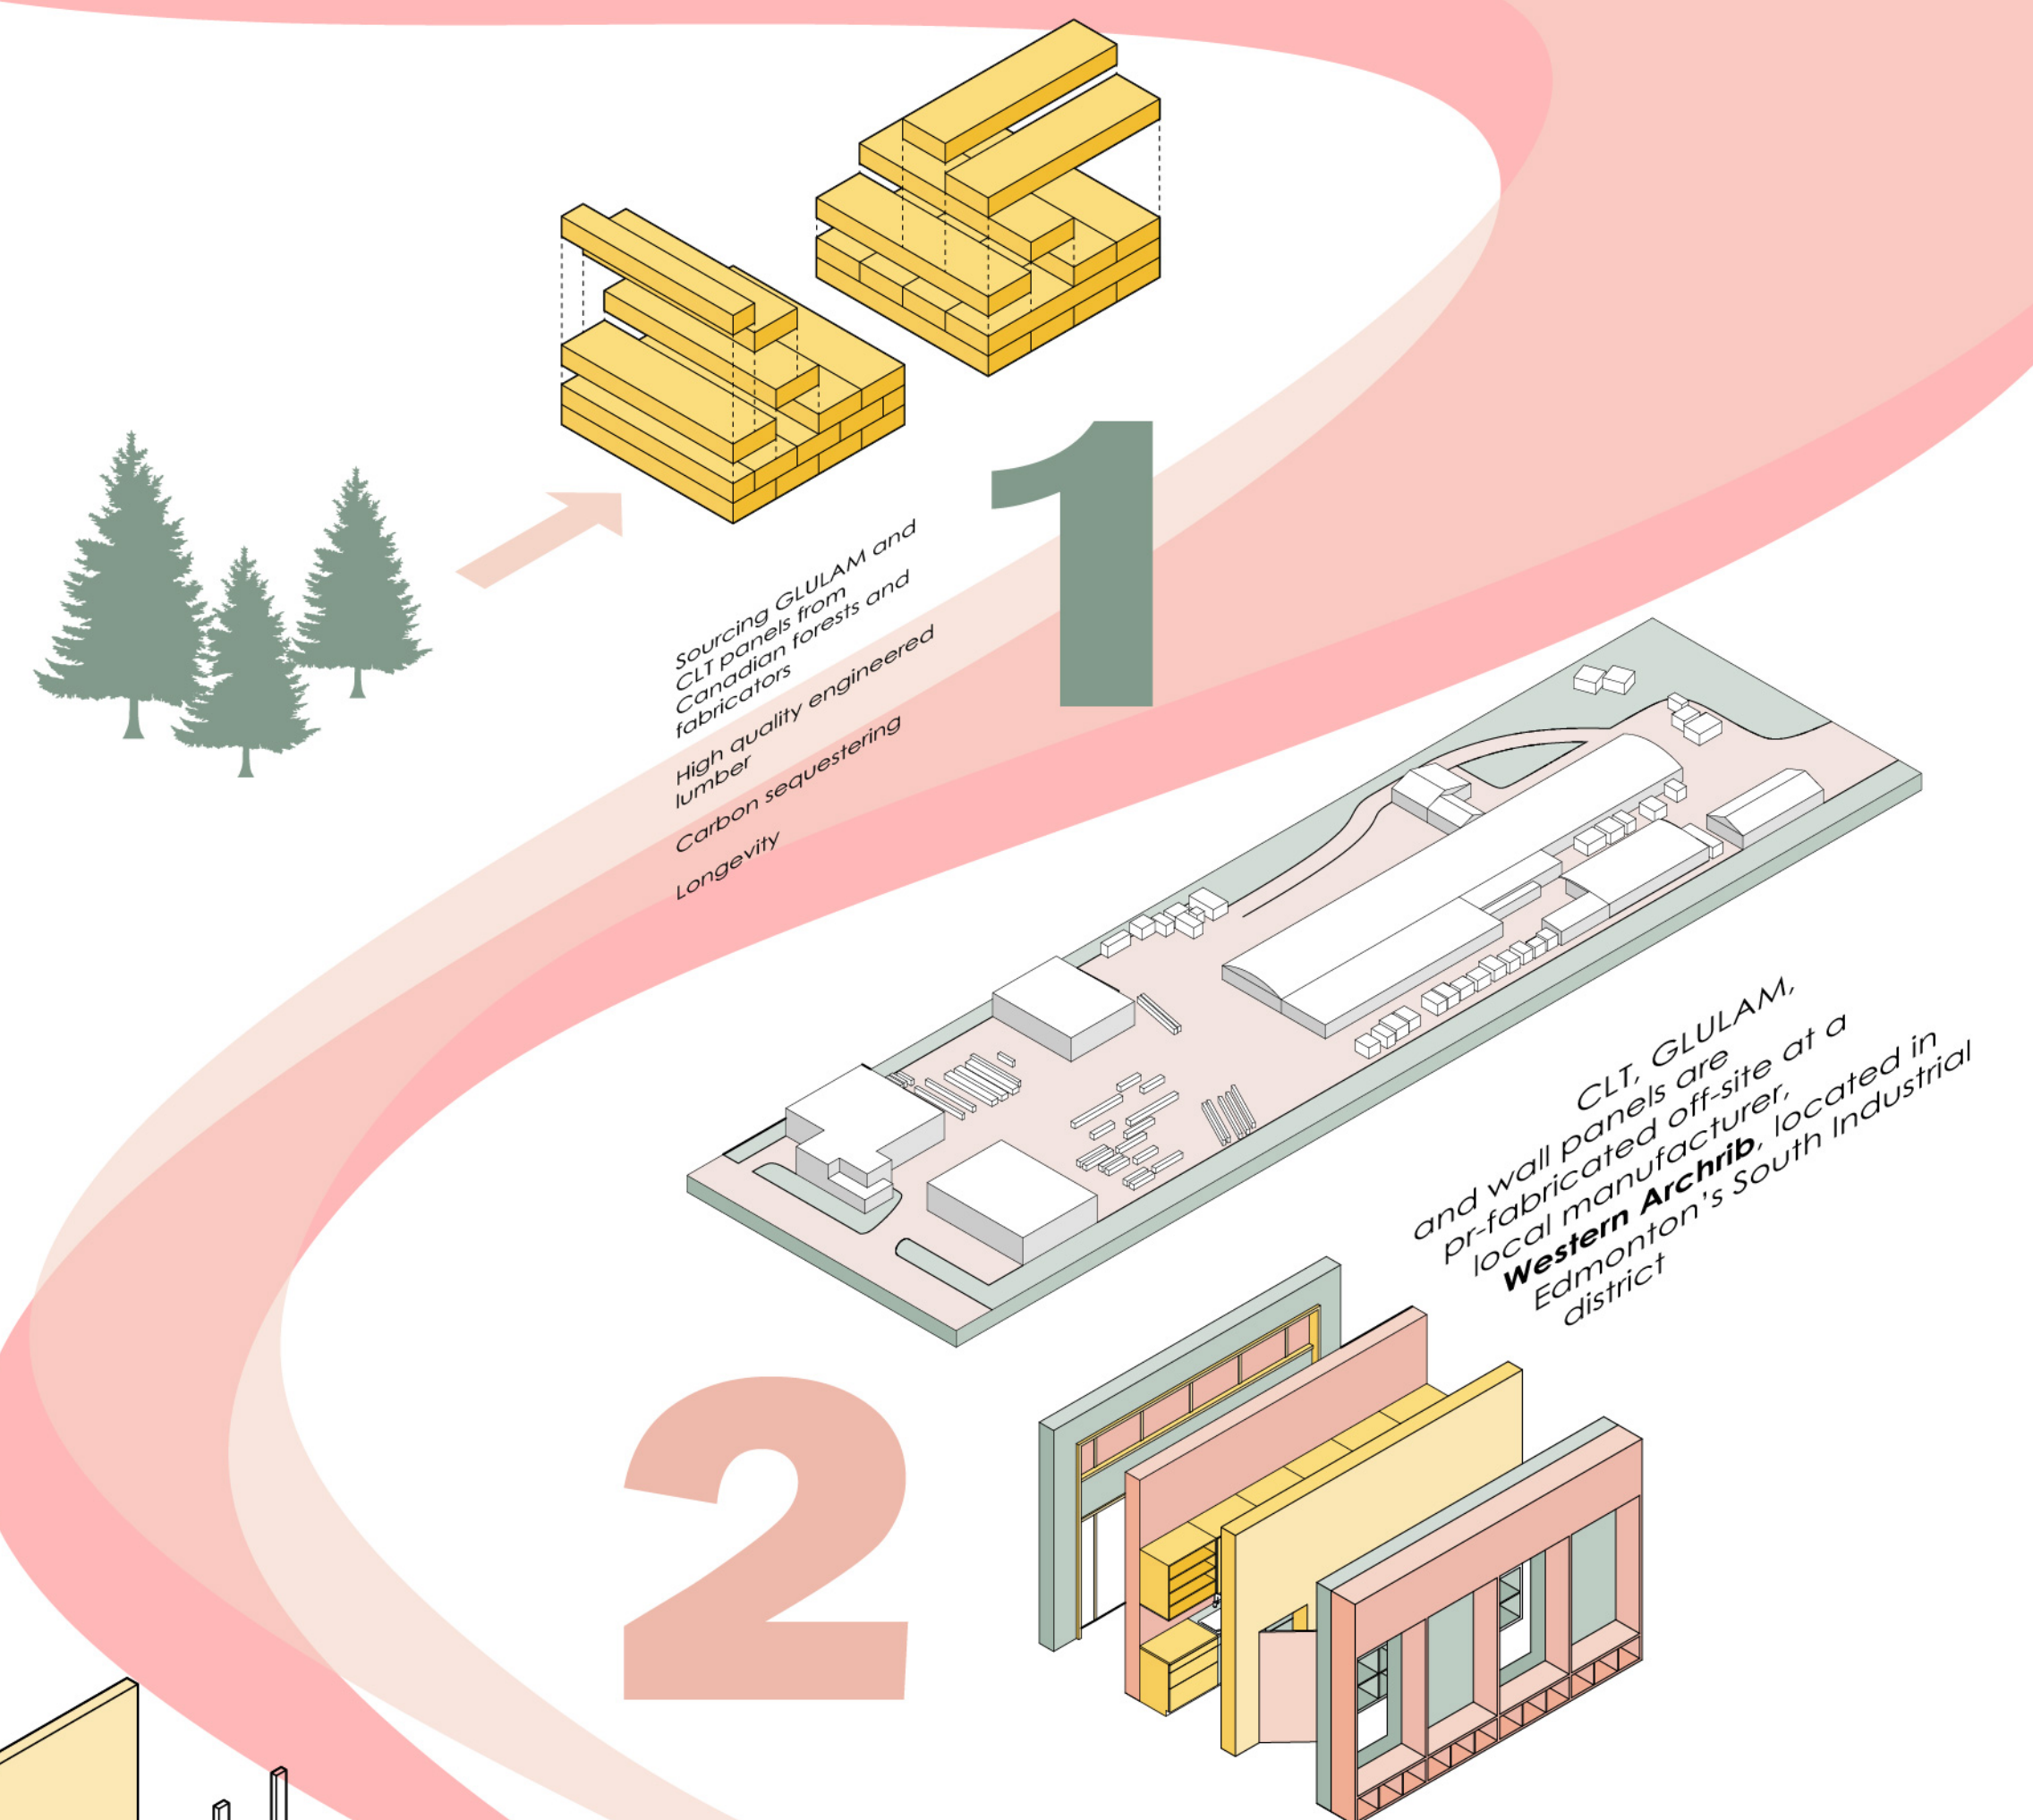 1
Sourcing GLULAM and
CLT panels from
Canadian forests and
fabricators
High quality engineered
lumber
Carbon sequestering
Longevity
CLT, GLULAM,
and wall panels are
pr-fabricated off-site at a
local manufacturer,
Western Archrib, located in
Edmonton's South Industrial
district
2